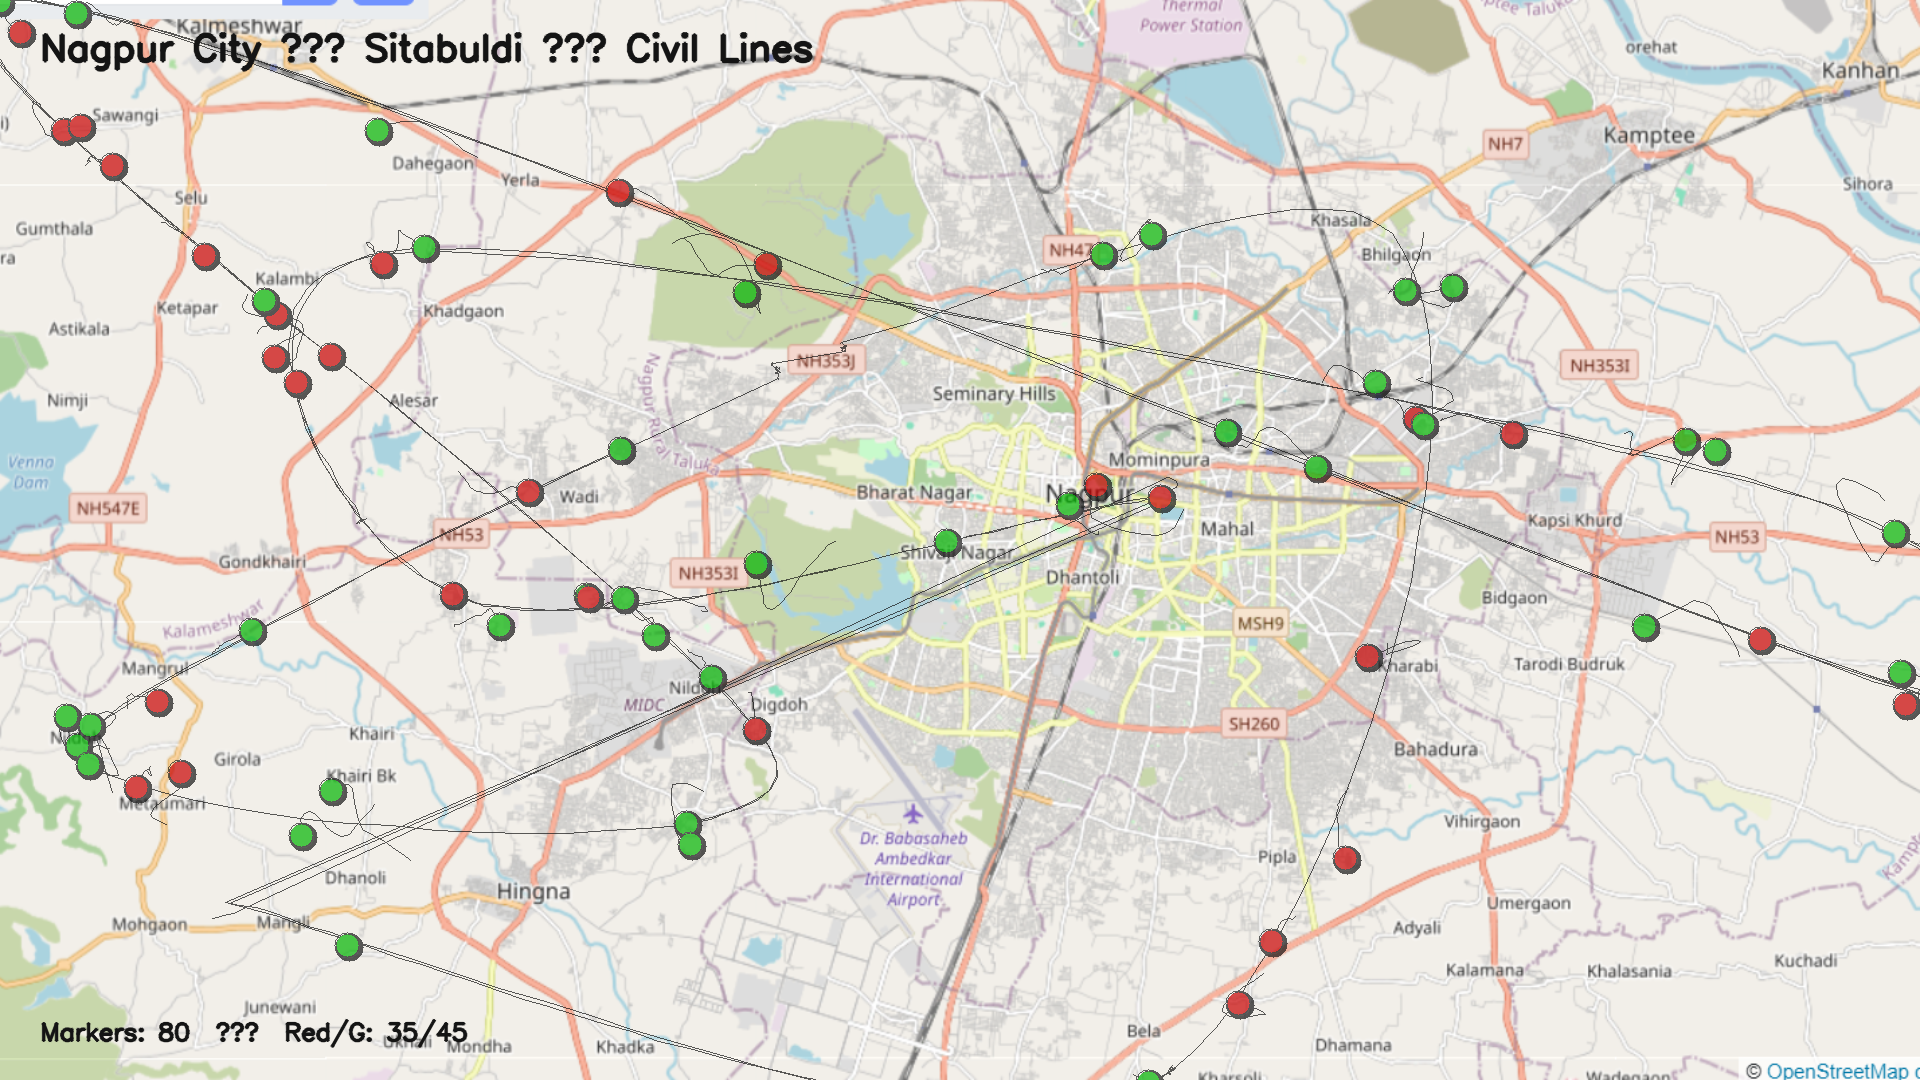 Thermal
Power Station
ptee Taluk
Kalmeshwar
Nagpur City ??? Sitabuldi ??? Civil Lines
orehat
Kanhan
Sawangi
i)
Kamptee
NH7
Dahegaon
Yerla
Sihora
Selu
Khasala
Gumthala
NH47
Bhilgaon
ra
Kalambi
Ketapar
Khadgaon
Astikala
NH353J
NH353I
Nagpur Rural Taluka
Seminary Hills
Nimji
Alesar
Mominpura
Venna
Dam
Wadi
Bharat Nagar
Nagpur
NH547E
NH53
Mahal
Kapsi Khurd
NH53
Shivaji Nagar
Gondkhairi
NH353I
Dhantoli
Bidgaon
Kalameshwar
MSH9
Mangrul
Kharabi
Tarodi Budruk
Nildoh
MIDC
Digdoh
SH260
Khairi
Bahadura
Girola
Khairi Bk
Metaumari
Vihirgaon
Dr. Babasaheb
Ambedkar
International
Airport
Pipla
Dhanoli
Hingna
Umergaon
Mohgaon
Mangli
Adyali
Kalamana
Khalasania
Kuchadi
Junewani
Markers: 80 ??? Red/G: 35/45
Mondha
Khadka
Bela
Dhamana
Kharsoli
Wadegaon
© OpenStreetMap c